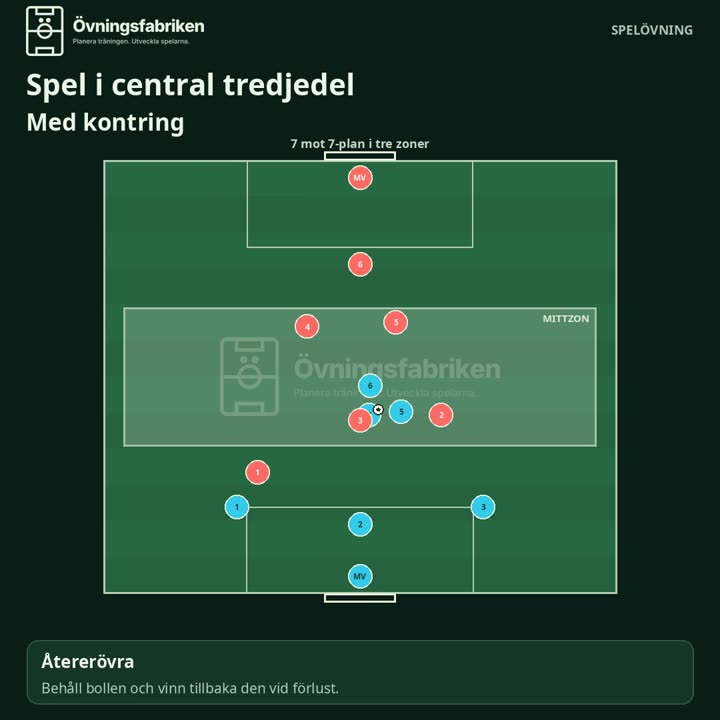 Övningsfabriken
Planera träningen. Utveckla spelarna.
SPELÖVNING
Spel i central tredjedel
Med kontring
7 mot 7-plan i tre zoner
MV
6
MITTZON
4
5
Övningsfabriken
Planera träningen. Utveckla spelarna.
6
5
3
2
1
1
3
2
MV
Återerövra
Behåll bollen och vinn tillbaka den vid förlust.